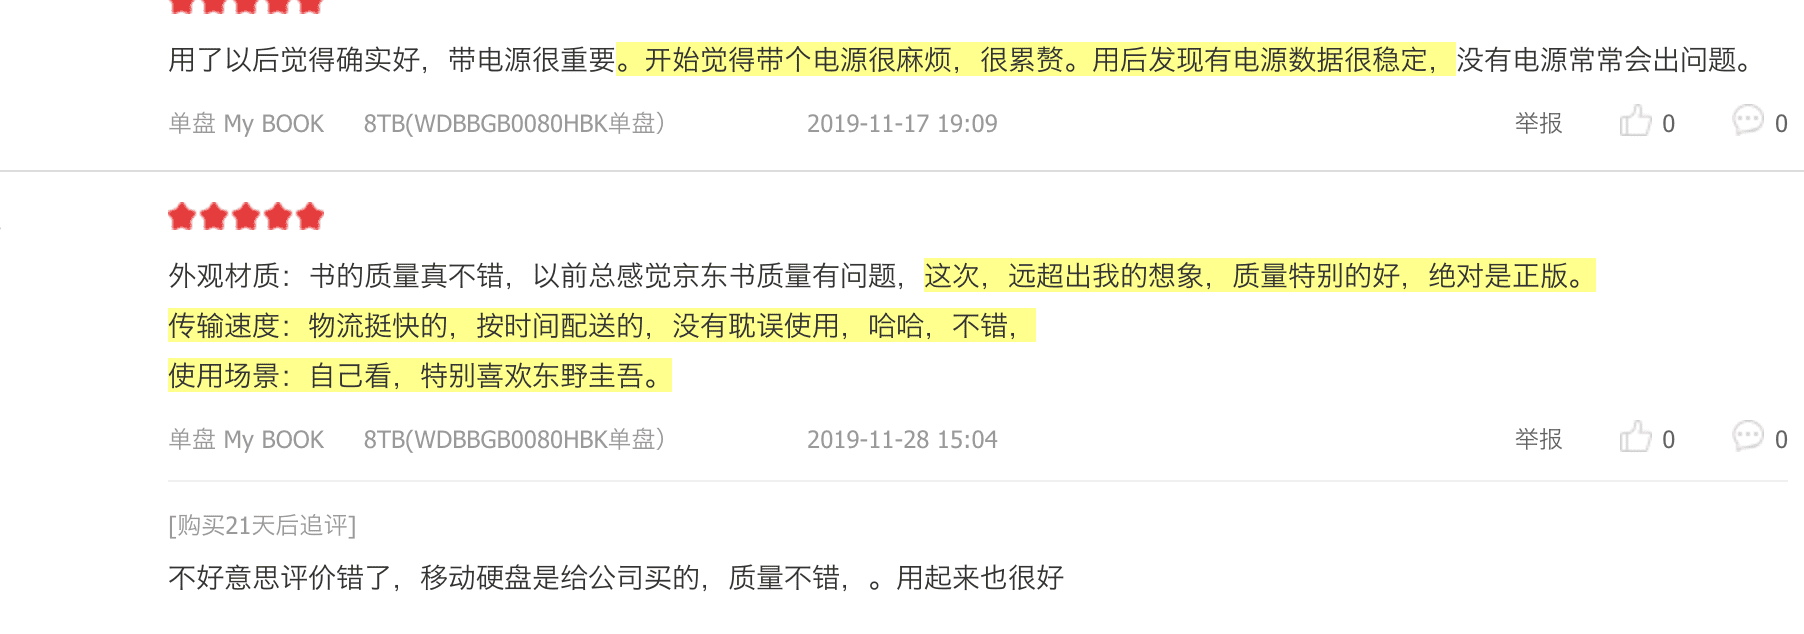 用了以后觉得确实好，带电源很重要。开始觉得带个电源很麻烦，很累赘。用后发现有电源数据很稳定，没有电源常常会出问题。
单盘 My BOOK 8TB(WDBBGB0080HBK单盘） 2019-11-17 19:09 举报 0 0
外观材质：书的质量真不错，以前总感觉京东书质量有问题，这次，远超出我的想象，质量特别的好，绝对是正版。
传输速度：物流挺快的，按时间配送的，没有耽误使用，哈哈，不错，
使用场景：自己看，特别喜欢东野圭吾。
单盘 My BOOK 8TB(WDBBGB0080HBK单盘） 2019-11-28 15:04 举报 0 0
[购买21天后追评]
不好意思评价错了，移动硬盘是给公司买的，质量不错，。用起来也很好